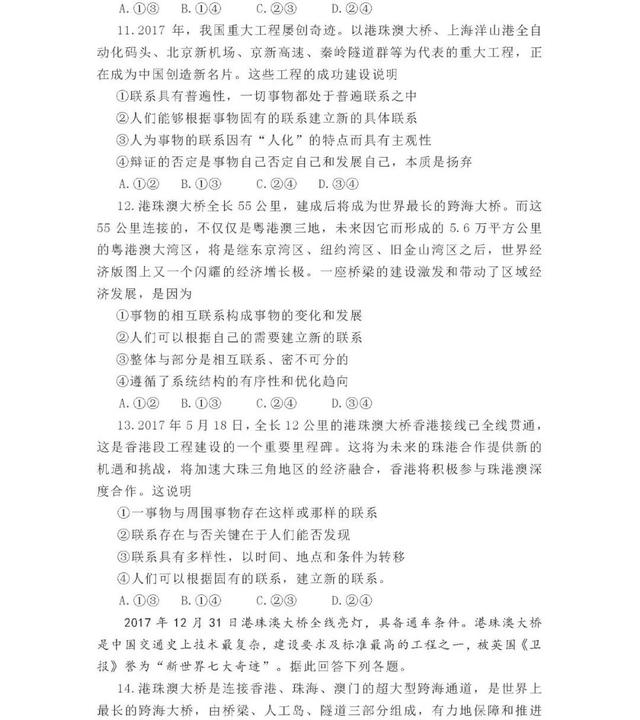 A.①③ B.①④ C.②③ D.②④
11.2017 年，我国重大工程屡创奇迹。以港珠澳大桥、上海洋山港全自
动化码头、北京新机场、京新高速、秦岭隧道群等为代表的重大工程，正
在成为中国创造新名片。这些工程的成功建设说明
①联系具有普遍性，一切事物都处于普遍联系之中
②人们能够根据事物固有的联系建立新的具体联系
③人为事物的联系因有“人化”的特点而具有主观性
④辩证的否定是事物自己否定自己和发展自己，本质是扬弃
A.①② B.①③ C.②④ D.③④
12.港珠澳大桥全长 55 公里，建成后将成为世界最长的跨海大桥。而这
55 公里连接的，不仅仅是粤港澳三地，未来因它而形成的 5.6 万平方公里
的粤港澳大湾区，将是继东京湾区、纽约湾区、旧金山湾区之后，世界经
济版图上又一个闪耀的经济增长极。一座桥梁的建设激发和带动了区域经
济发展，是因为
①事物的相互联系构成事物的变化和发展
②人们可以根据自己的需要建立新的联系
③整体与部分是相互联系、密不可分的
④遵循了系统结构的有序性和优化趋向
A.①② B.①③ C.②④ D.③④
13.2017 年 5 月 18 日,全长 12 公里的港珠澳大桥香港接线已全线贯通，
这是香港段工程建设的一个重要里程碑。这将为未来的珠港合作提供新的
机遇和挑战，将加速大珠三角地区的经济融合，香港将积极参与珠港澳深
度合作。这说明
①一事物与周围事物存在这样或那样的联系
②联系存在与否关键在于人们能否发现
③联系具有多样性，以时间、地点和条件为转移
④人们可以根据固有的联系，建立新的联系。
A.①③ B.①④ C.②③ D.②④
2017 年 12 月 31 日港珠澳大桥全线亮灯，具备通车条件。港珠澳大桥
是中国交通史上技术最复杂，建设要求及标准最高的工程之一，被英国《卫
报》誉为“新世界七大奇迹”。据此回答下列各题。
14.港珠澳大桥是连接香港、珠海、澳门的超大型跨海通道，是世界上
最长的跨海大桥，由桥梁、人工岛、隧道三部分组成，有力地保障和推进